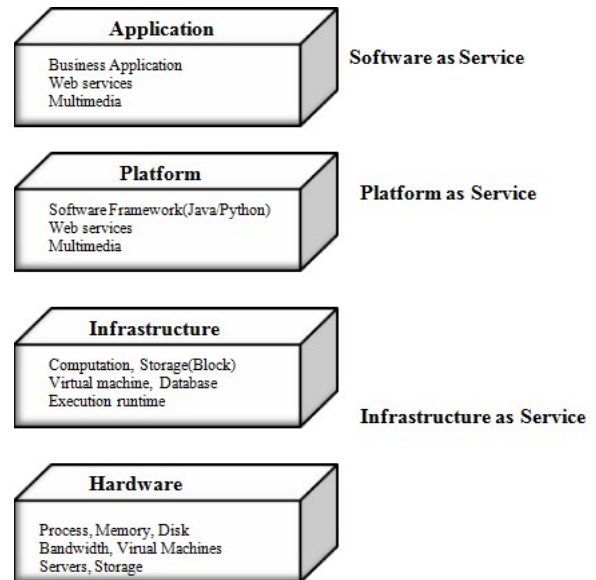 Application
Business Application
Web services
Multimedia
Software as Service
Platform
Software Framework(Java/Python)
Web services
Multimedia
Platform as Service
Infrastructure
Computation, Storage(Block)
Virtual machine, Database
Execution runtime
Infrastructure as Service
Hardware
Process, Memory, Disk
Bandwidth, Virual Machines
Servers, Storage